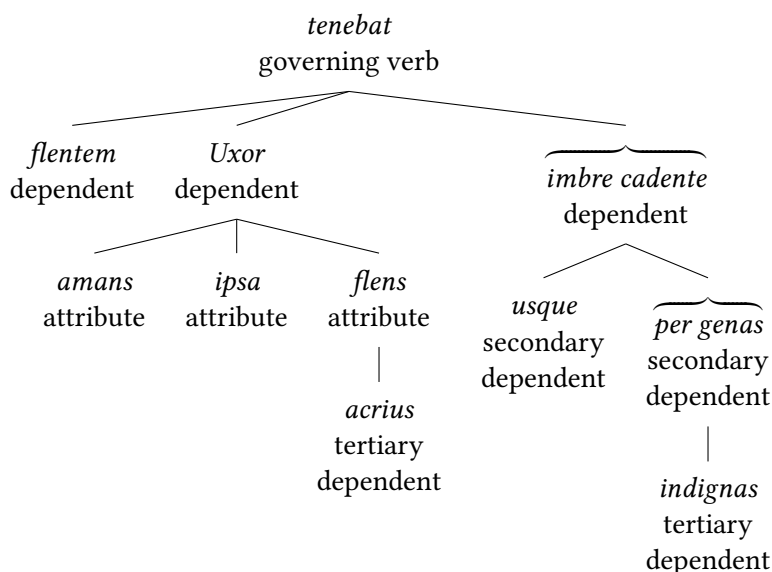 tenebat
governing verb
flentem
dependent
Uxor
dependent
imbre cadente
dependent
amans
attribute
ipsa
attribute
flens
attribute
usque
secondary
dependent
per genas
secondary
dependent
acrius
tertiary
dependent
indignas
tertiary
dependent